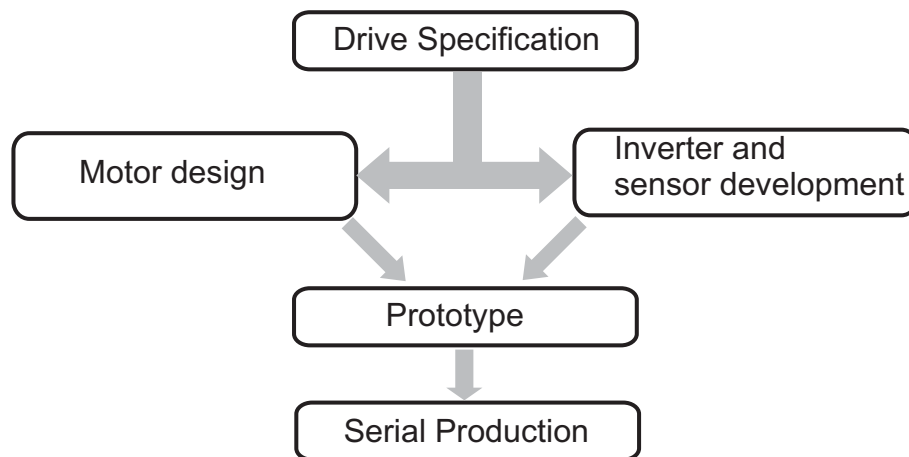 Drive Specification
Motor design
Inverter and
sensor development
Prototype
Serial Production